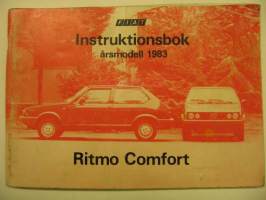 FIAT
Instruktionsbok
årsmodell 1983
Ritmo Comfort